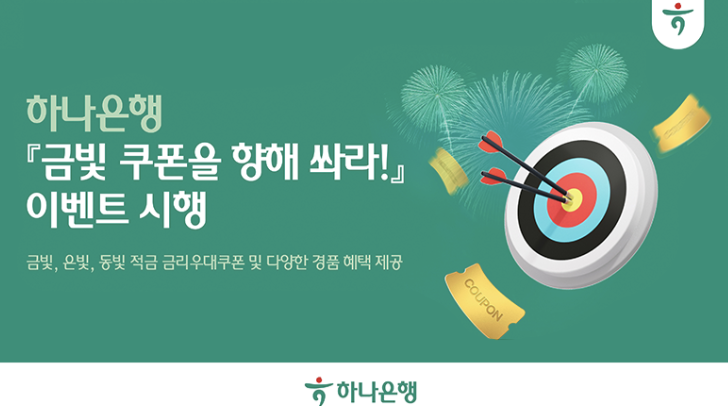 하나은행
『금빛 쿠폰을 향해 쏴라!』
이벤트 시행
금빛, 은빛, 동빛 적금 금리우대쿠폰 및 다양한 경품 혜택 제공
COUPON
하나은행